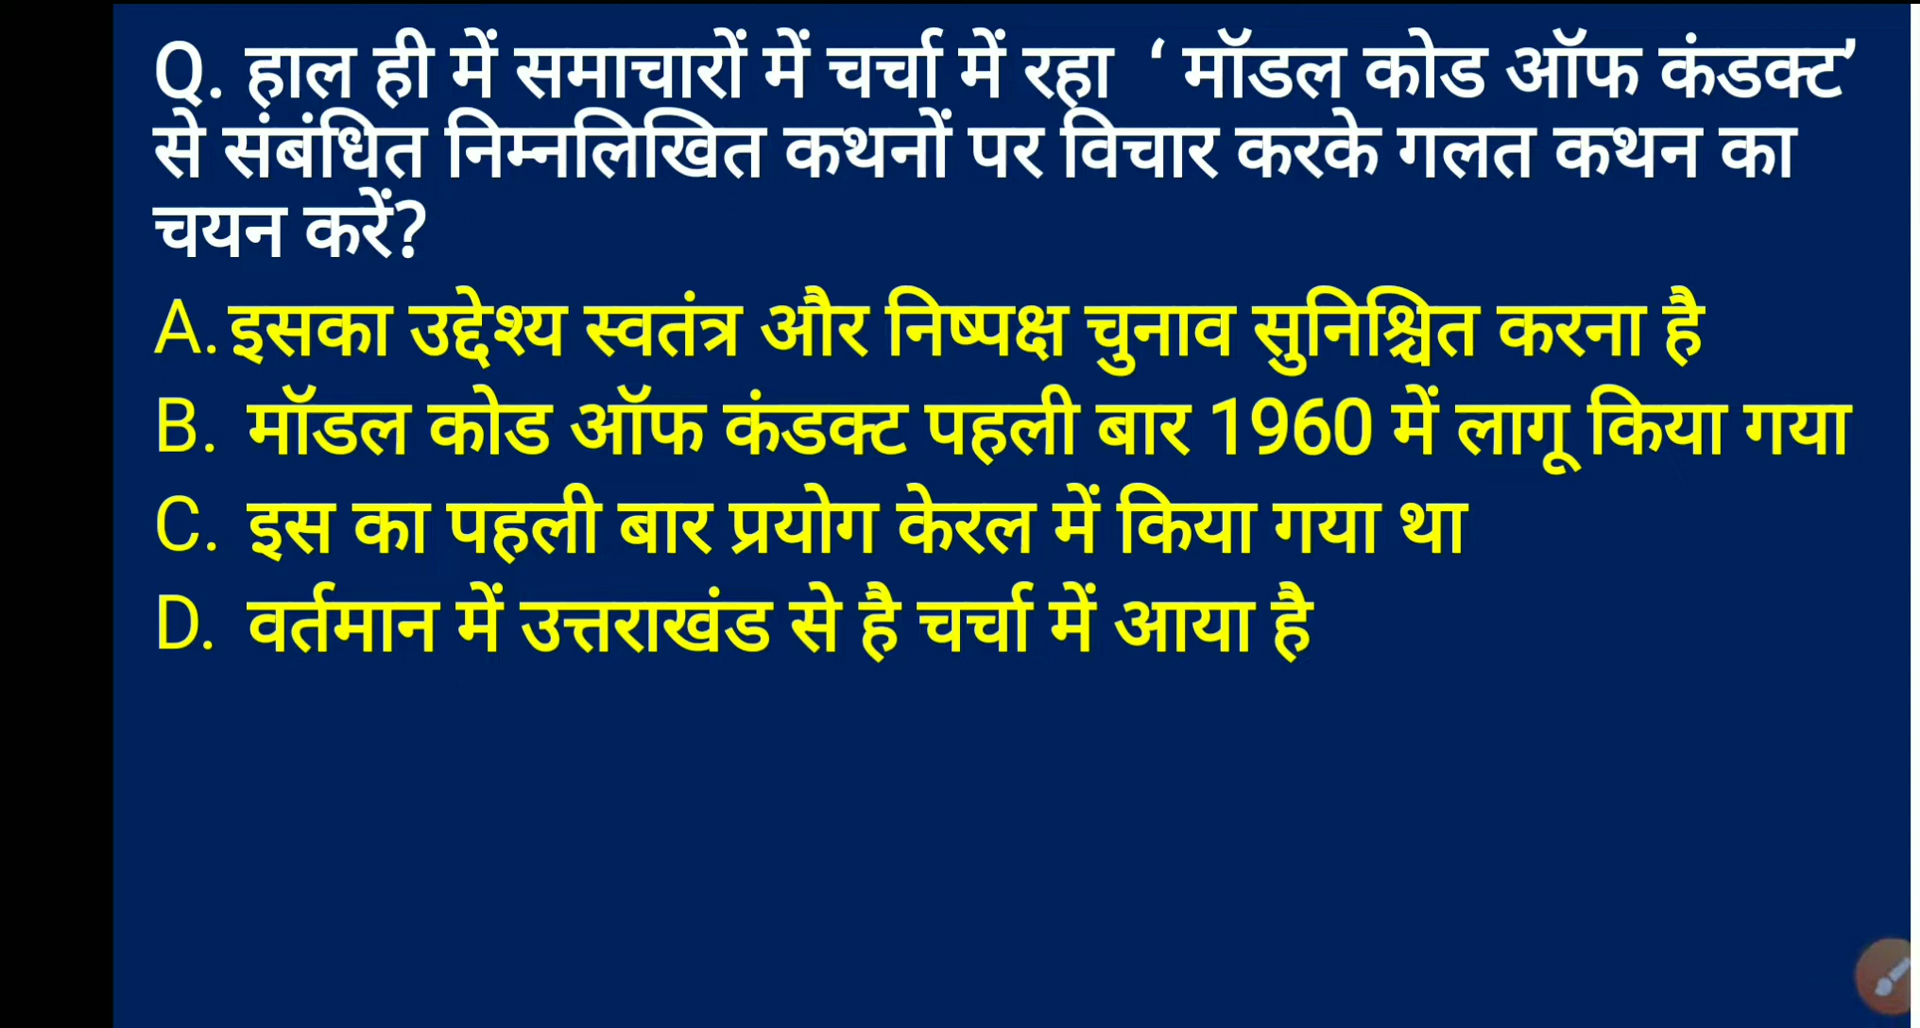 Q. हाल ही में समाचारों में चर्चा में रहा ‘ मॉडल कोड ऑफ कंडक्ट’
से संबंधित निम्नलिखित कथनों पर विचार करके गलत कथन का
चयन करें?
A. इसका उद्देश्य स्वतंत्र और निष्पक्ष चुनाव सुनिश्चित करना है
B. मॉडल कोड ऑफ कंडक्ट पहली बार 1960 में लागू किया गया
C. इस का पहली बार प्रयोग केरल में किया गया था
D. वर्तमान में उत्तराखंड से है चर्चा में आया है